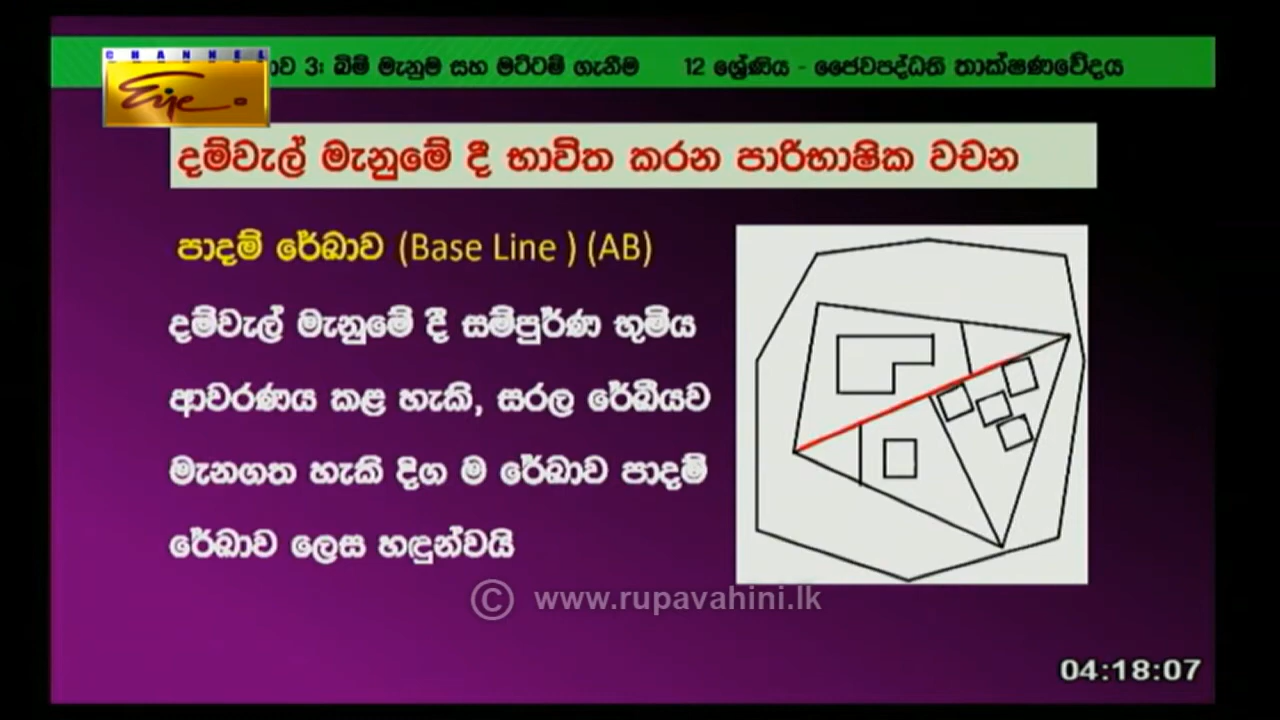 CHANNEL
Eye
3: බිම් මැනුම සහ මට්ටම් ගැනීම 12 ශ්‍රේණිය - ජෛවපද්ධති තාක්ෂණවේදය
දම්වැල් මැනුමේ දී භාවිත කරන පාරිභාෂික වචන
පාදම් රේඛාව (Base Line ) (AB)
දම්වැල් මැනුමේ දී සම්පුර්ණ භූමිය
ආවරණය කළ හැකි, සරල රේඛීයව
මැනගත හැකි දිග ම රේඛාව පාදම්
රේඛාව ලෙස හඳුන්වයි
© www.rupavahini.lk
04:18:07